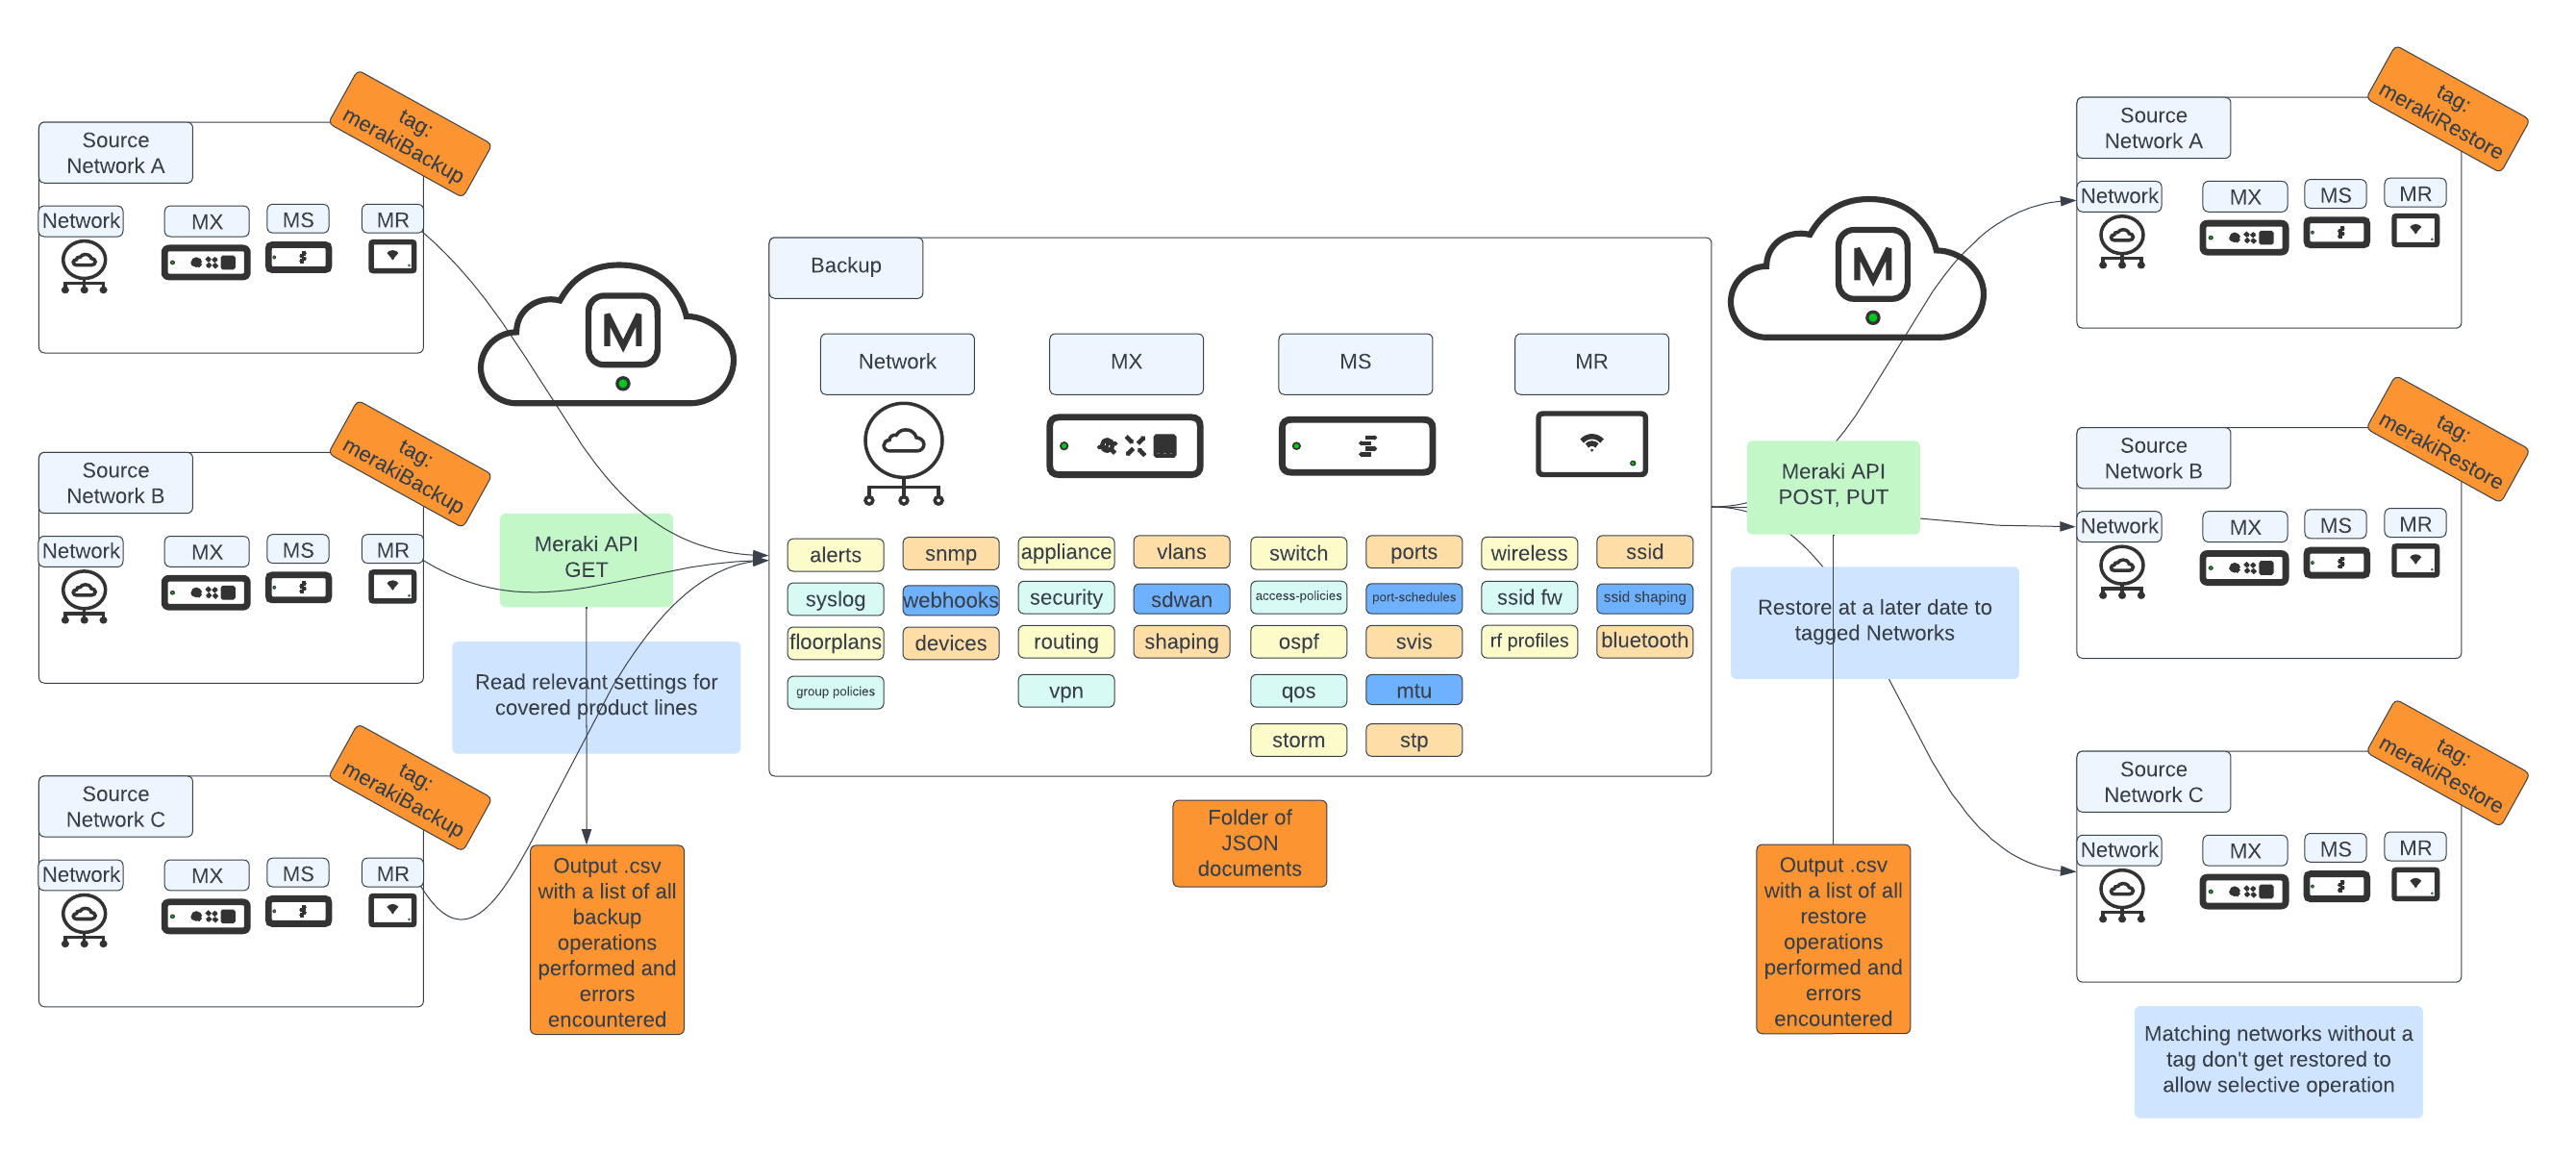 tag:
merakiBackup
Source
Network A
Network
MX
MS
MR
tag:
merakiBackup
Source
Network B
Network
MX
MS
MR
tag:
merakiBackup
Source
Network C
Network
MX
MS
MR
M
Meraki API
GET
Read relevant settings for
covered product lines
Output .csv
with a list of all
backup
operations
performed and
errors
encountered
Backup
Network
MX
MS
MR
alerts
snmp
appliance
vlans
switch
ports
wireless
ssid
syslog
webhooks
security
sdwan
access-policies
port-schedules
ssid fw
ssid shaping
floorplans
devices
routing
shaping
ospf
svis
rf profiles
bluetooth
group policies
vpn
qos
mtu
storm
stp
Folder of
JSON
documents
M
Meraki API
POST, PUT
Restore at a later date to
tagged Networks
Output .csv
with a list of all
restore
operations
performed and
errors
encountered
tag:
merakiRestore
Source
Network A
Network
MX
MS
MR
tag:
merakiRestore
Source
Network B
Network
MX
MS
MR
tag:
merakiRestore
Source
Network C
Network
MX
MS
MR
Matching networks without a
tag don't get restored to
allow selective operation